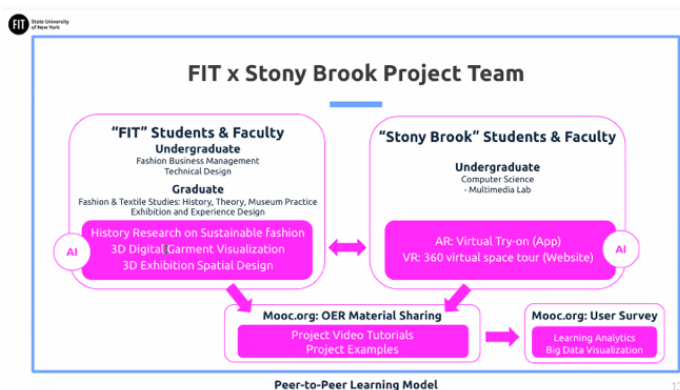 FIT
State University
of New York
FIT x Stony Brook Project Team
“FIT” Students & Faculty
Undergraduate
Fashion Business Management
Technical Design
Graduate
Fashion & Textile Studies: History, Theory, Museum Practice
Exhibition and Experience Design
AI
History Research on Sustainable fashion
3D Digital Garment Visualization
3D Exhibition Spatial Design
“Stony Brook” Students & Faculty
Undergraduate
Computer Science
- Multimedia Lab
AR: Virtual Try-on (App)
VR: 360 virtual space tour (Website)
AI
Mooc.org: OER Material Sharing
Project Video Tutorials
Project Examples
Mooc.org: User Survey
Learning Analytics
Big Data Visualization
Peer-to-Peer Learning Model